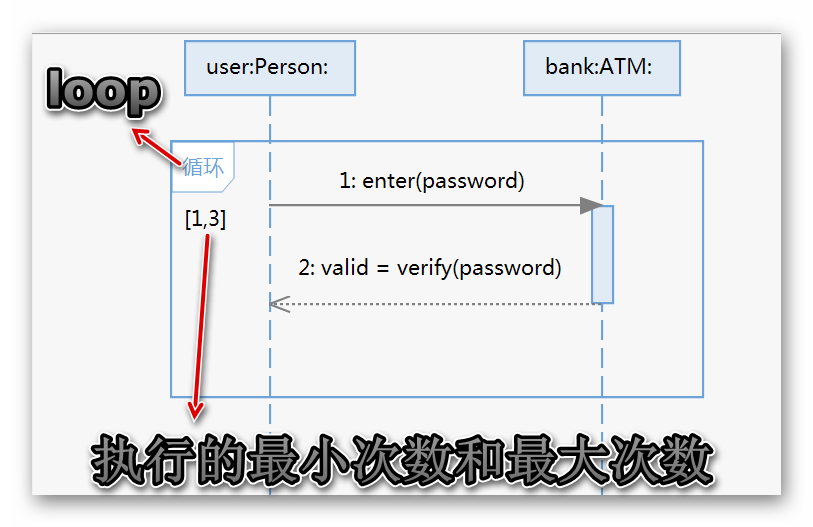 user:Person:
bank:ATM:
loop
循环
1: enter(password)
[1,3]
2: valid = verify(password)
执行的最小次数和最大次数